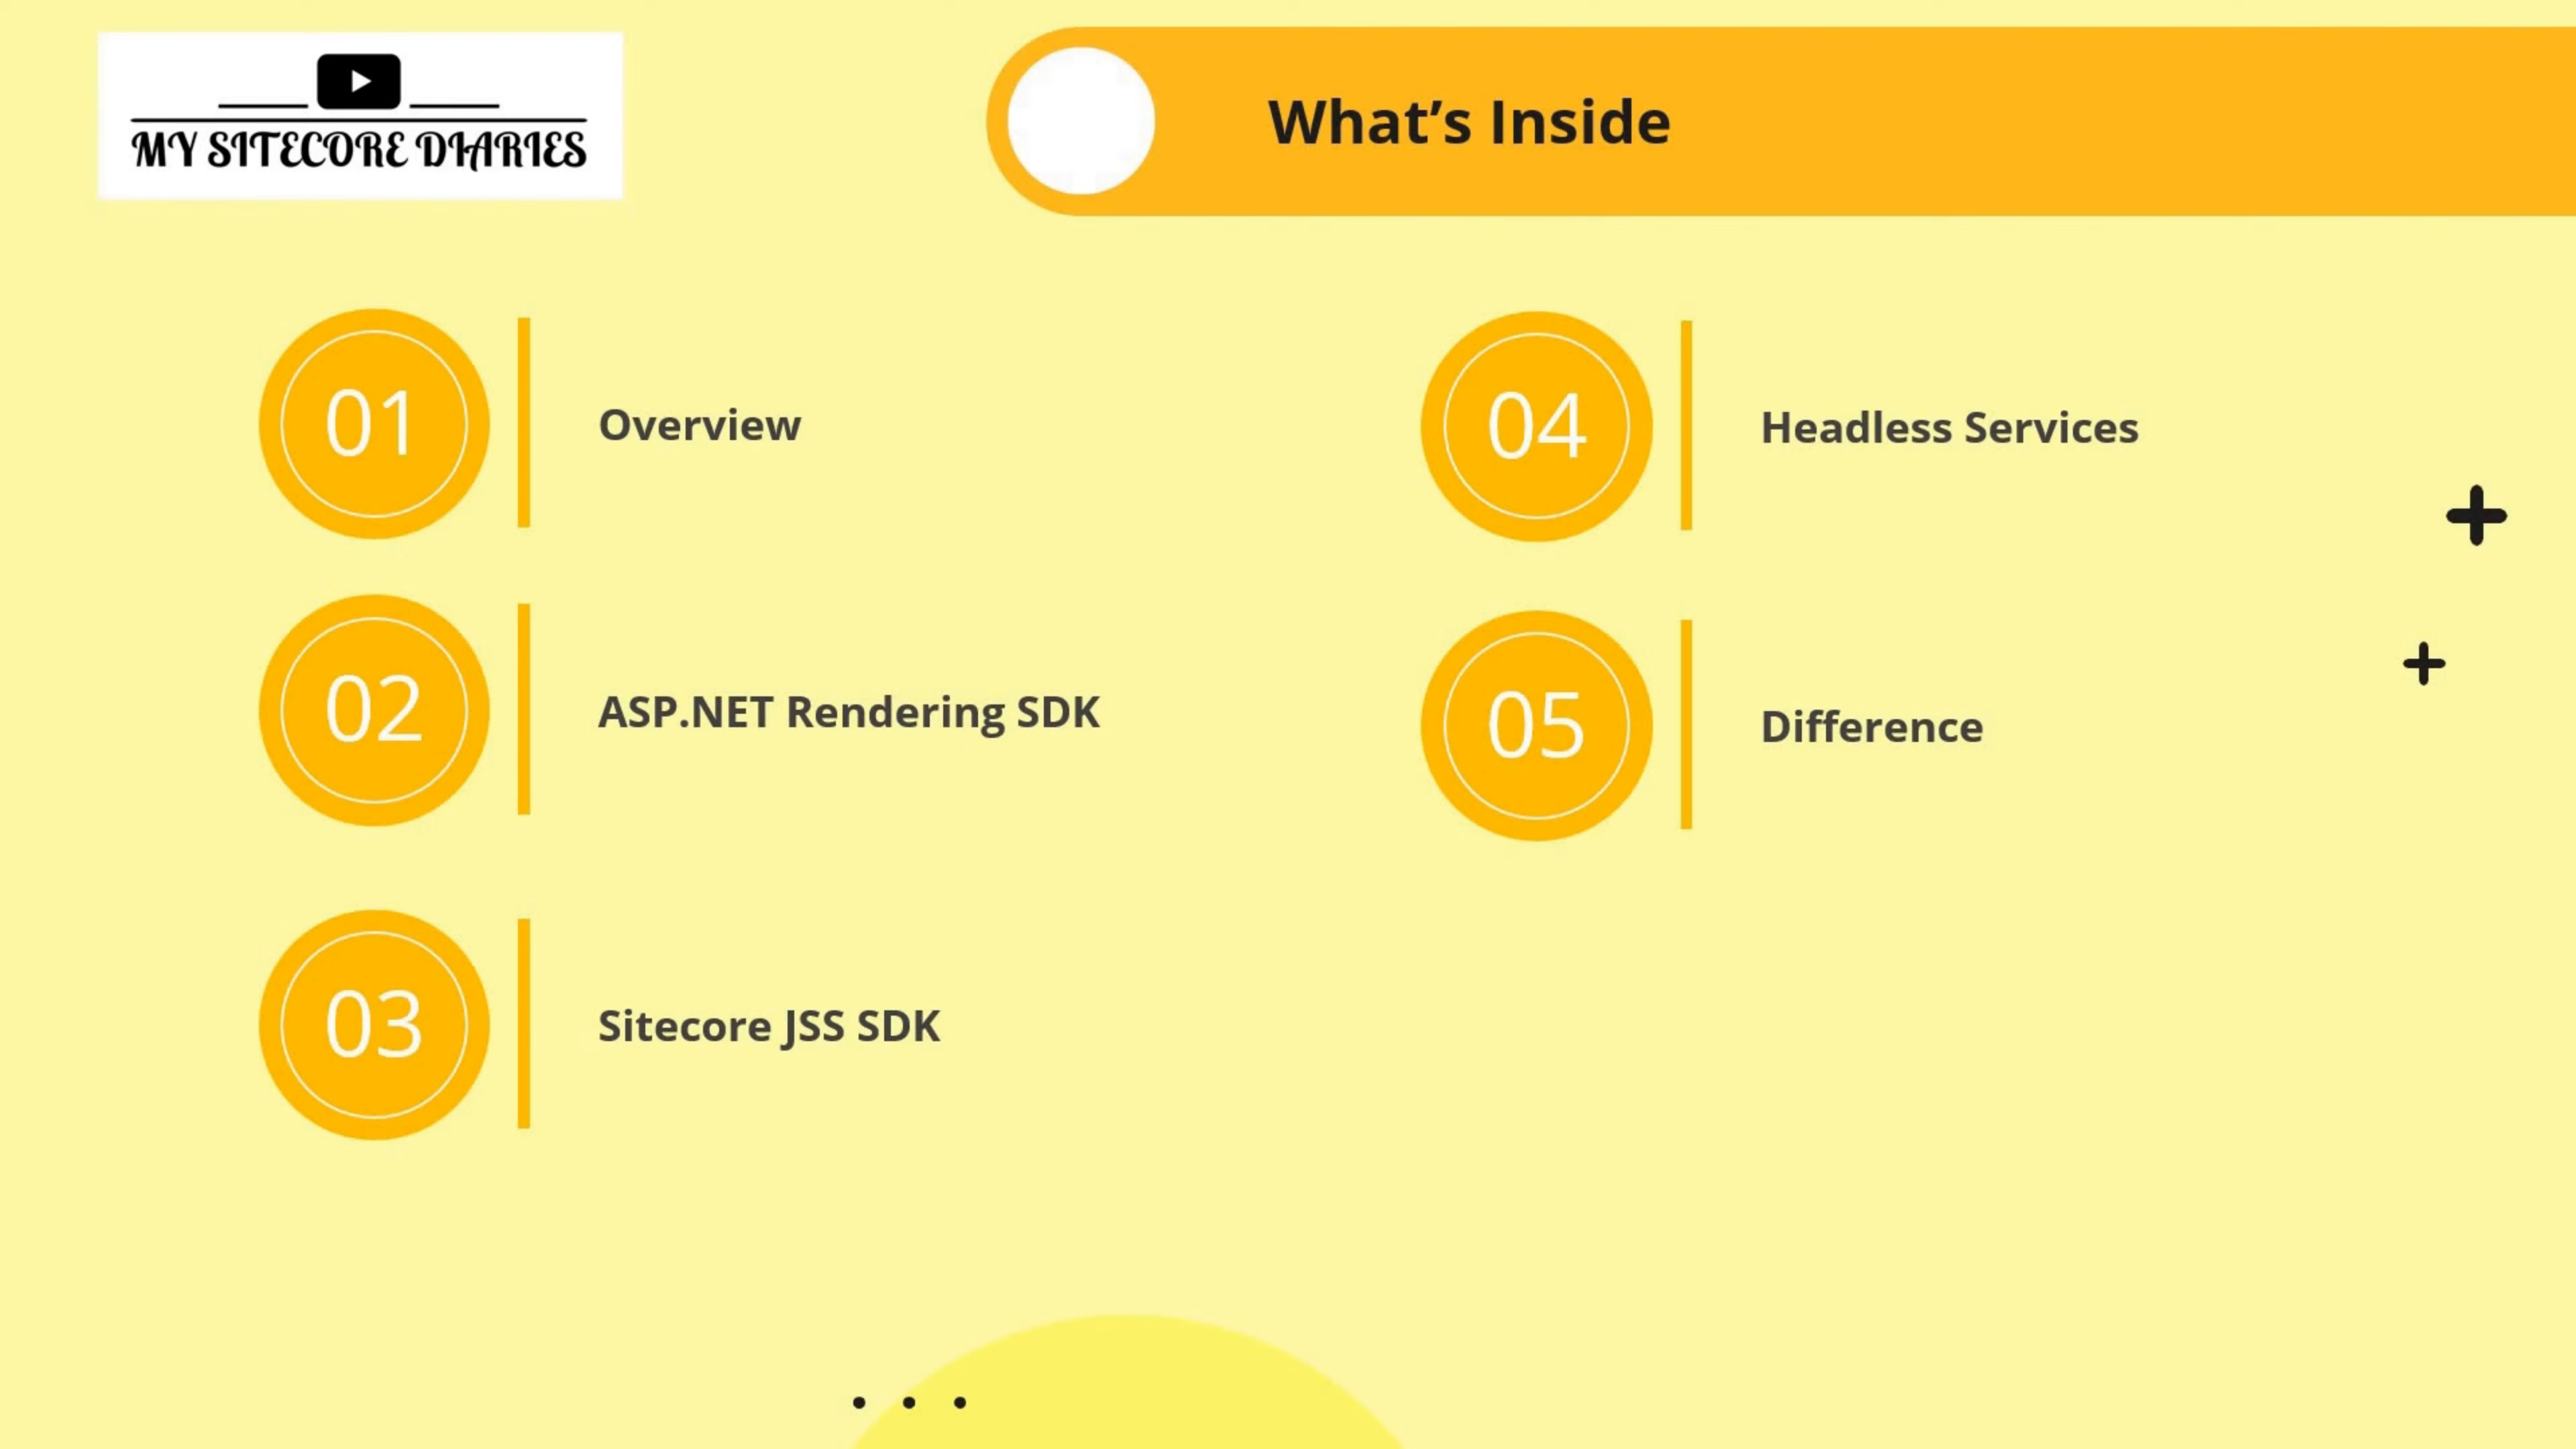 MY SITECORE DIARIES
What’s Inside
01
Overview
02
ASP.NET Rendering SDK
03
Sitecore JSS SDK
04
Headless Services
05
Difference